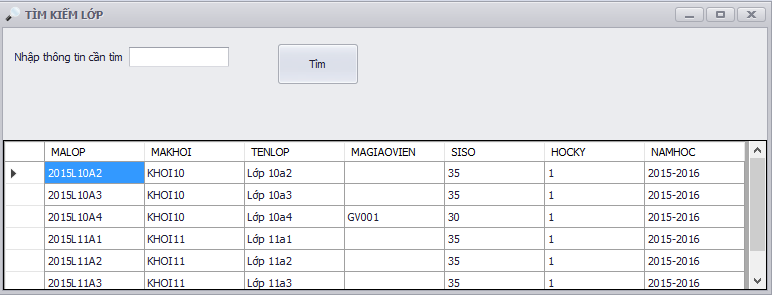 TÌM KIẾM LỚP
Nhập thông tin cần tìm Tìm
MALOP MAKHOI TENLOP MAGIAOVIEN SISO HOCKY NAMHOC
2015L10A2 KHOI10 Lớp 10a2 35 1 2015-2016
2015L10A3 KHOI10 Lớp 10a3 35 1 2015-2016
2015L10A4 KHOI10 Lớp 10a4 GV001 30 1 2015-2016
2015L11A1 KHOI11 Lớp 11a1 35 1 2015-2016
2015L11A2 KHOI11 Lớp 11a2 35 1 2015-2016
2015L11A3 KHOI11 Lớp 11a3 35 1 2015-2016